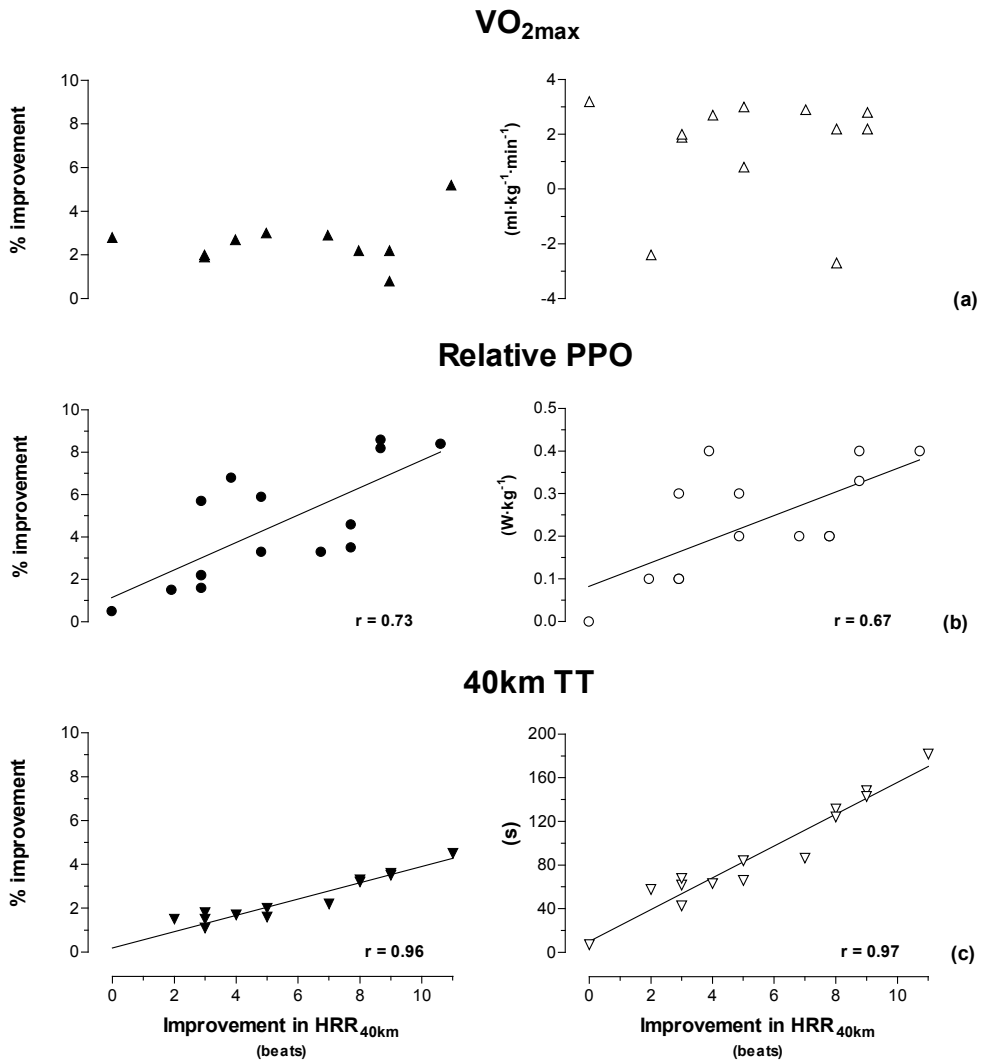 VO2max
10
8
6
4
2
0
% improvement
4
2
0
-2
-4
(ml·kg-1·min-1)
(a)
Relative PPO
10
8
6
4
2
0
% improvement
r = 0.73
0.5
0.4
0.3
0.2
0.1
0.0
(W·kg-1)
r = 0.67
(b)
40km TT
10
8
6
4
2
0
% improvement
r = 0.96
0 2 4 6 8 10
Improvement in HRR40km
(beats)
200
160
120
80
40
0
(s)
r = 0.97
(c)
0 2 4 6 8 10
Improvement in HRR40km
(beats)